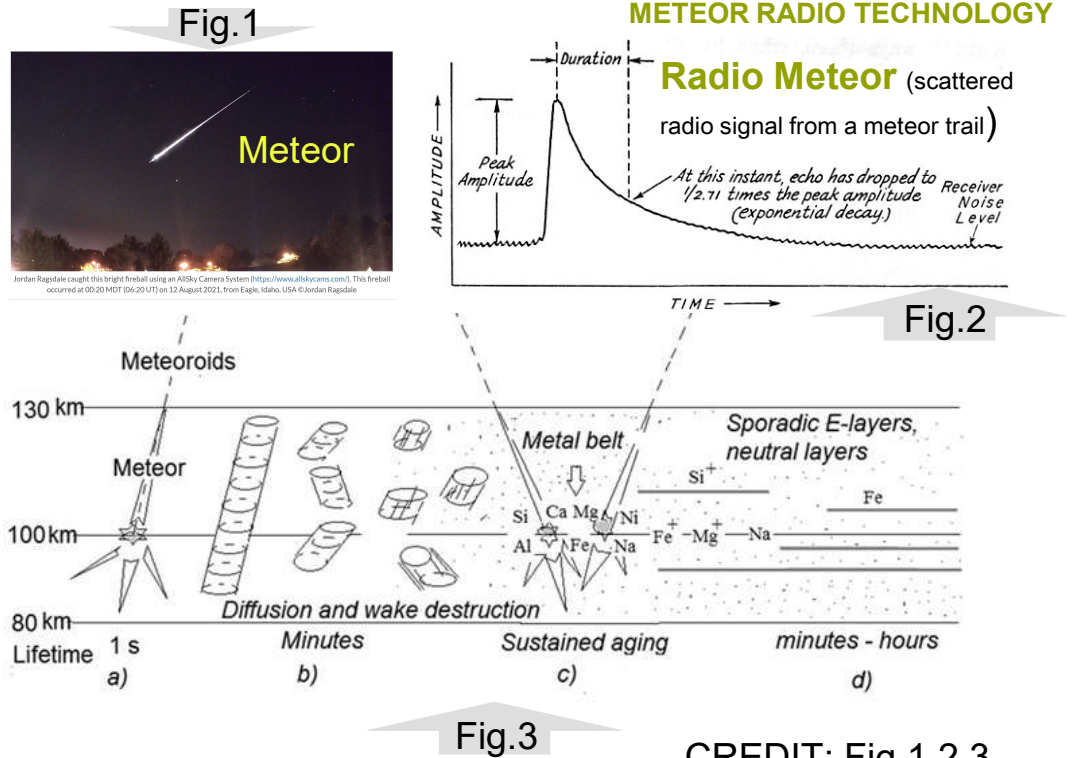 Fig.1
METEOR RADIO TECHNOLOGY
Meteor
Jordan Ragsdale caught this bright fireball using an AllSky Camera System (https://www.allskycams.com/). This fireball
occurred at 00:20 MDT (06:20 UT) on 12 August 2021, from Eagle, Idaho, USA ©Jordan Ragsdale
Duration
Radio Meteor (scattered
radio signal from a meteor trail)
AMPLITUDE
Peak
Amplitude
At this instant, echo has dropped to
1/2.71 times the peak amplitude
(exponential decay.)
Receiver
Noise
Level
TIME
Fig.2
Meteoroids
130 km
Meteor
100 km
80 km
Lifetime
1 s
a)
Diffusion and wake destruction
Minutes
b)
Metal belt
Si Ca Mg Ni
Al Fe Na
Sustained aging
c)
Sporadic E-layers,
neutral layers
Si+
Fe
Fe+ Mg+ Na
minutes - hours
d)
Fig.3
CREDIT: Fig.1,2,3